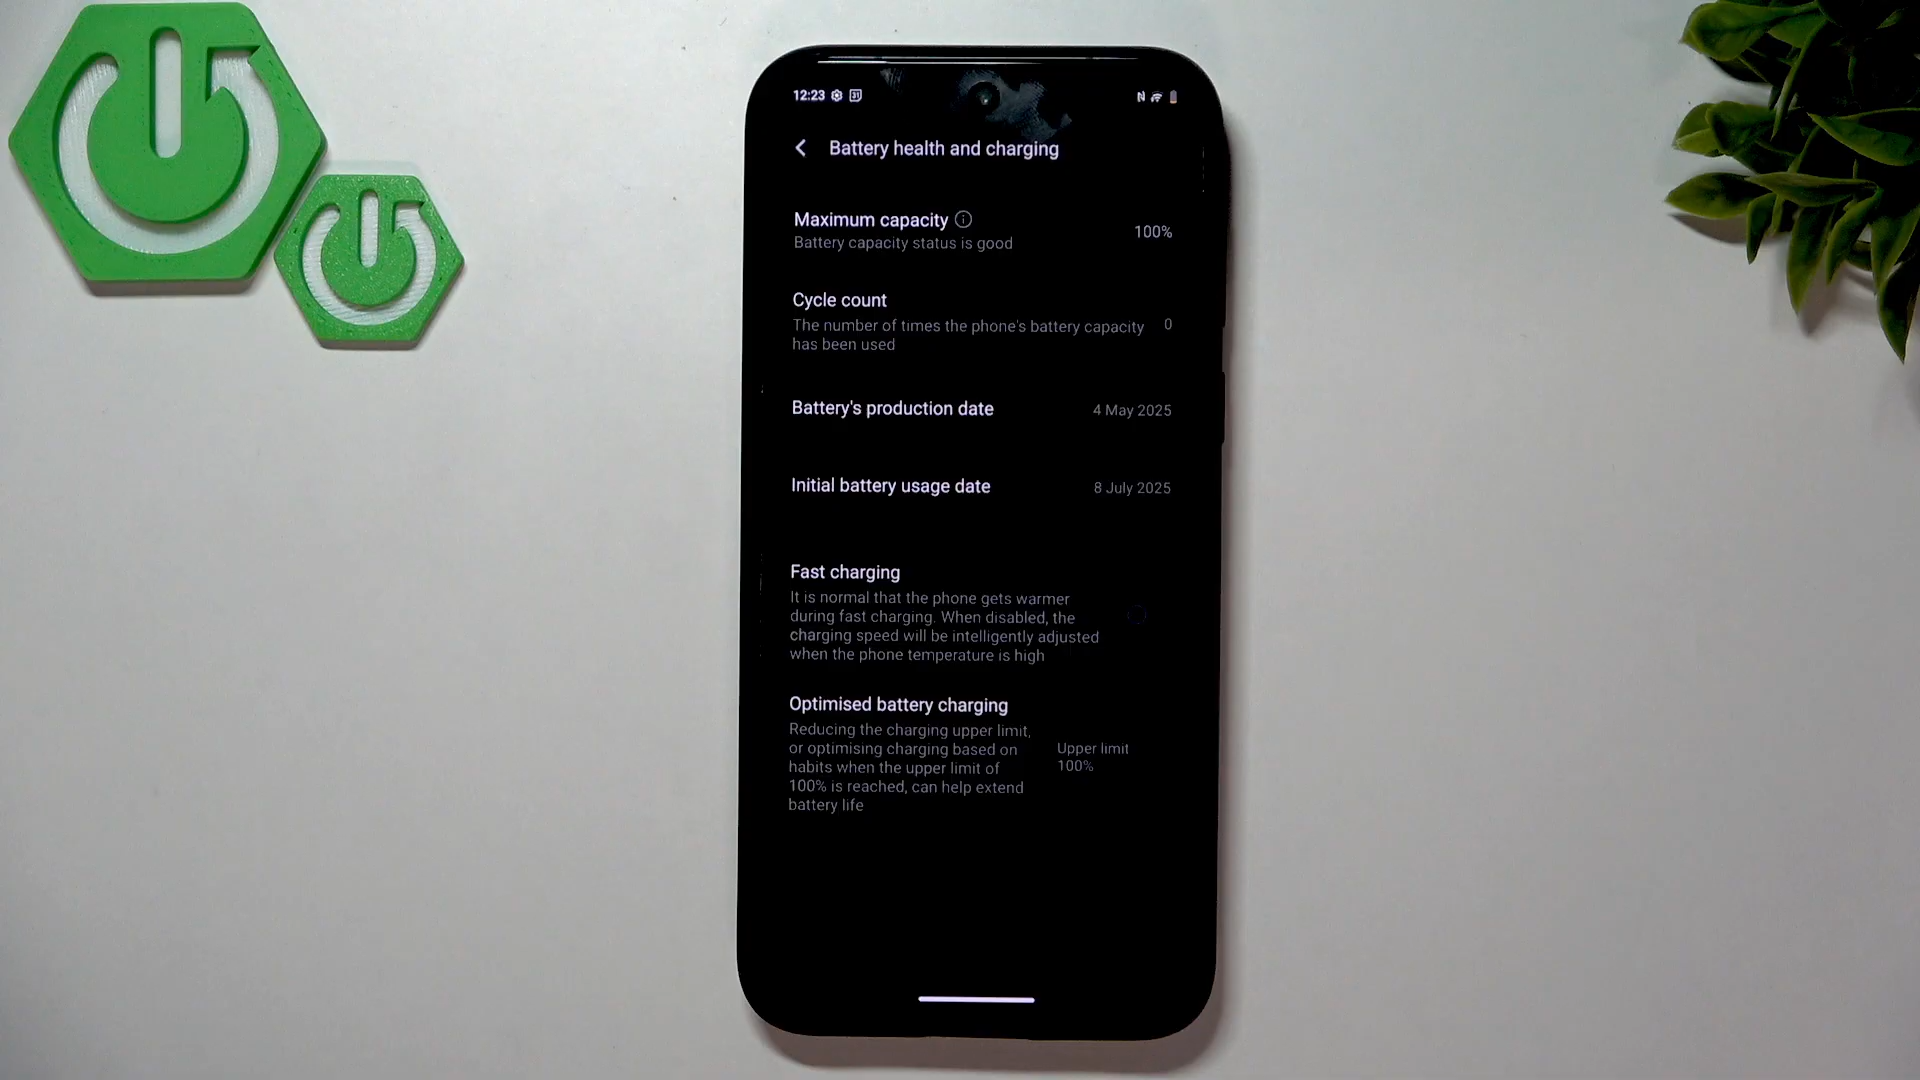 12:23 31
Battery health and charging
Maximum capacity
Battery capacity status is good
100%
Cycle count
The number of times the phone's battery capacity
has been used
0
Battery's production date
4 May 2025
Initial battery usage date
8 July 2025
Fast charging
It is normal that the phone gets warmer
during fast charging. When disabled, the
charging speed will be intelligently adjusted
when the phone temperature is high
Optimised battery charging
Reducing the charging upper limit,
or optimising charging based on
habits when the upper limit of
100% is reached, can help extend
battery life
Upper limit
100%